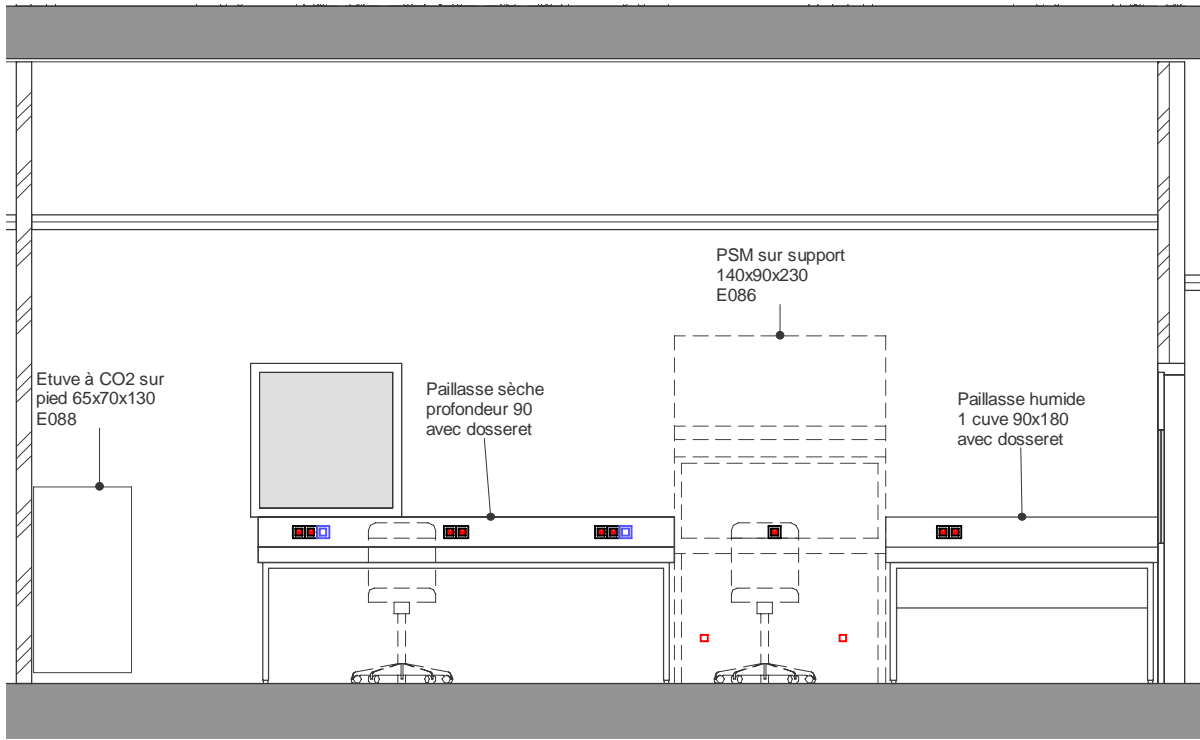 PSM sur support
140x90x230
E086
Etuve à CO2 sur
pied 65x70x130
E088
Paillasse sèche
profondeur 90
avec dosseret
Paillasse humide
1 cuve 90x180
avec dosseret